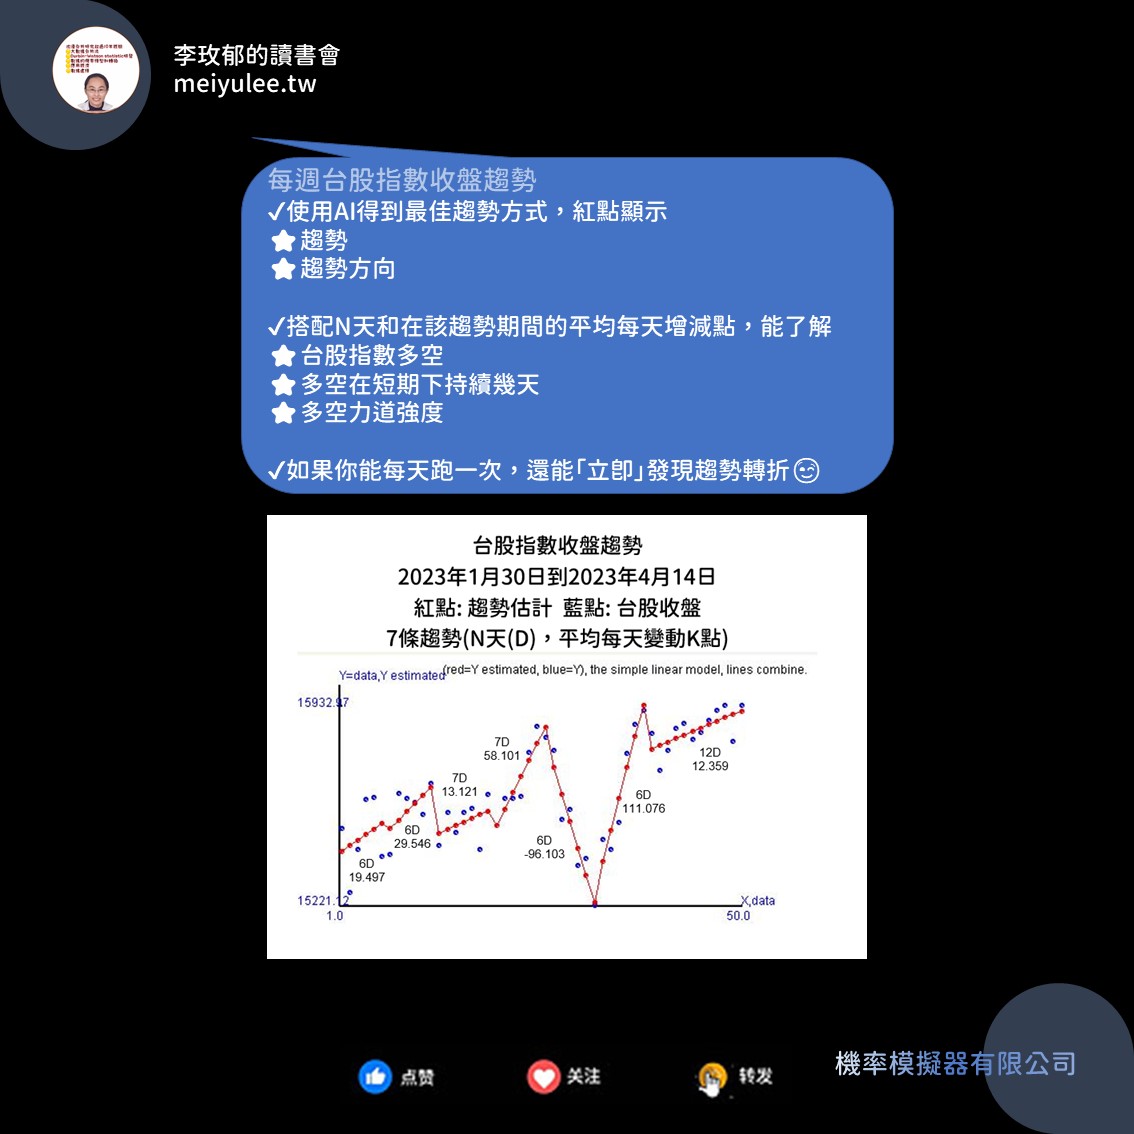 李玫郁的讀書會
meiyulee.tw
每週台股指數收盤趨勢
✓使用AI得到最佳趨勢方式，紅點顯示
★趨勢
★趨勢方向
✓搭配N天和在該趨勢期間的平均每天增減點，能了解
★台股指數多空
★多空在短期下持續幾天
★多空力道強度
✓如果你能每天跑一次，還能「立即」發現趨勢轉折😉
台股指數收盤趨勢
2023年1月30日到2023年4月14日
紅點: 趨勢估計 藍點: 台股收盤
7條趨勢(N天(D)，平均每天變動K點)
(red=Y estimated, blue=Y), the simple linear model, lines combine.
Y=data,Y estimated
15932.97
7D
58.101
12D
12.359
7D
13.121
6D
111.076
6D
29.546
6D
-96.103
6D
19.497
15221.12
X,data
1.0
50.0
機率模擬器有限公司
点赞
关注
转发